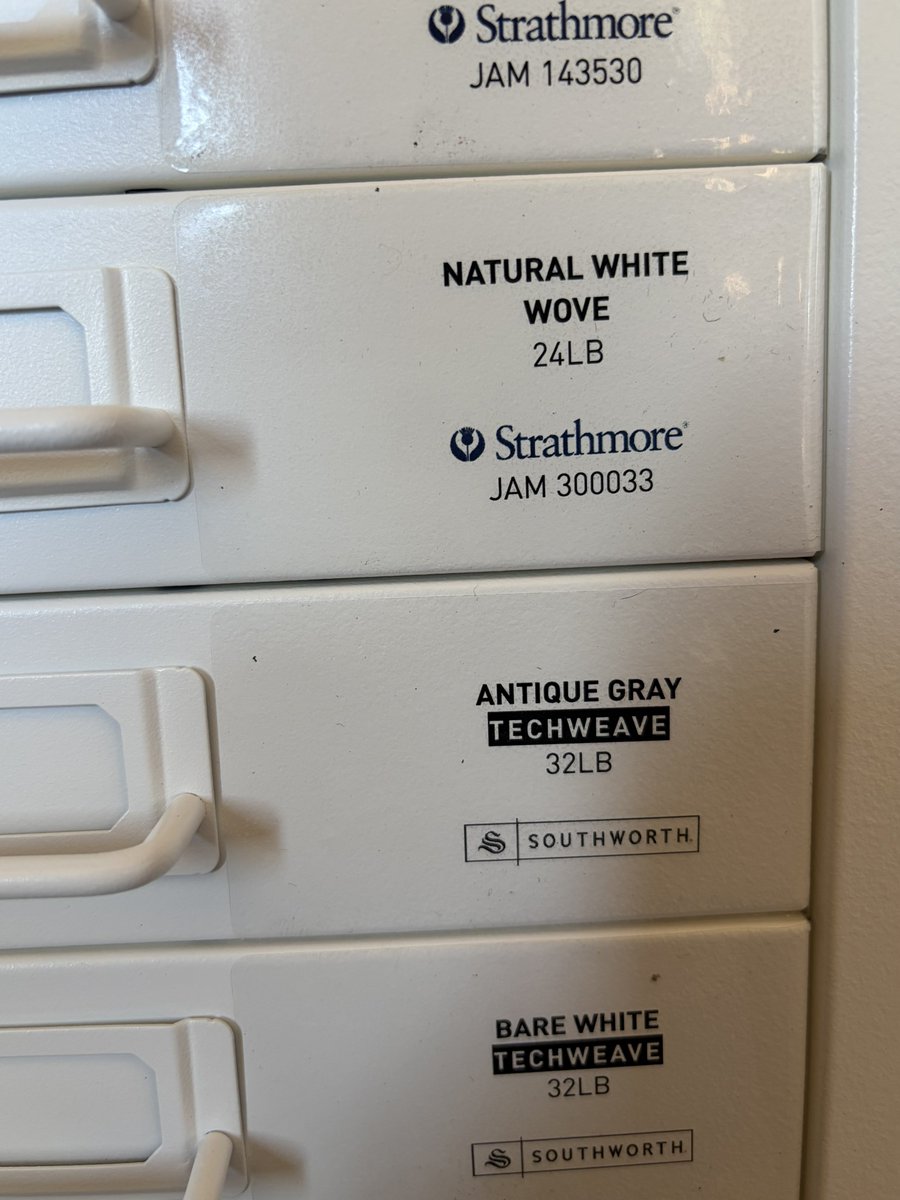 Strathmore
JAM 143530
NATURAL WHITE
WOVE
24LB
Strathmore
JAM 300033
ANTIQUE GRAY
TECHWEAVE
32LB
S SOUTHWORTH
BARE WHITE
TECHWEAVE
32LB
S SOUTHWORTH